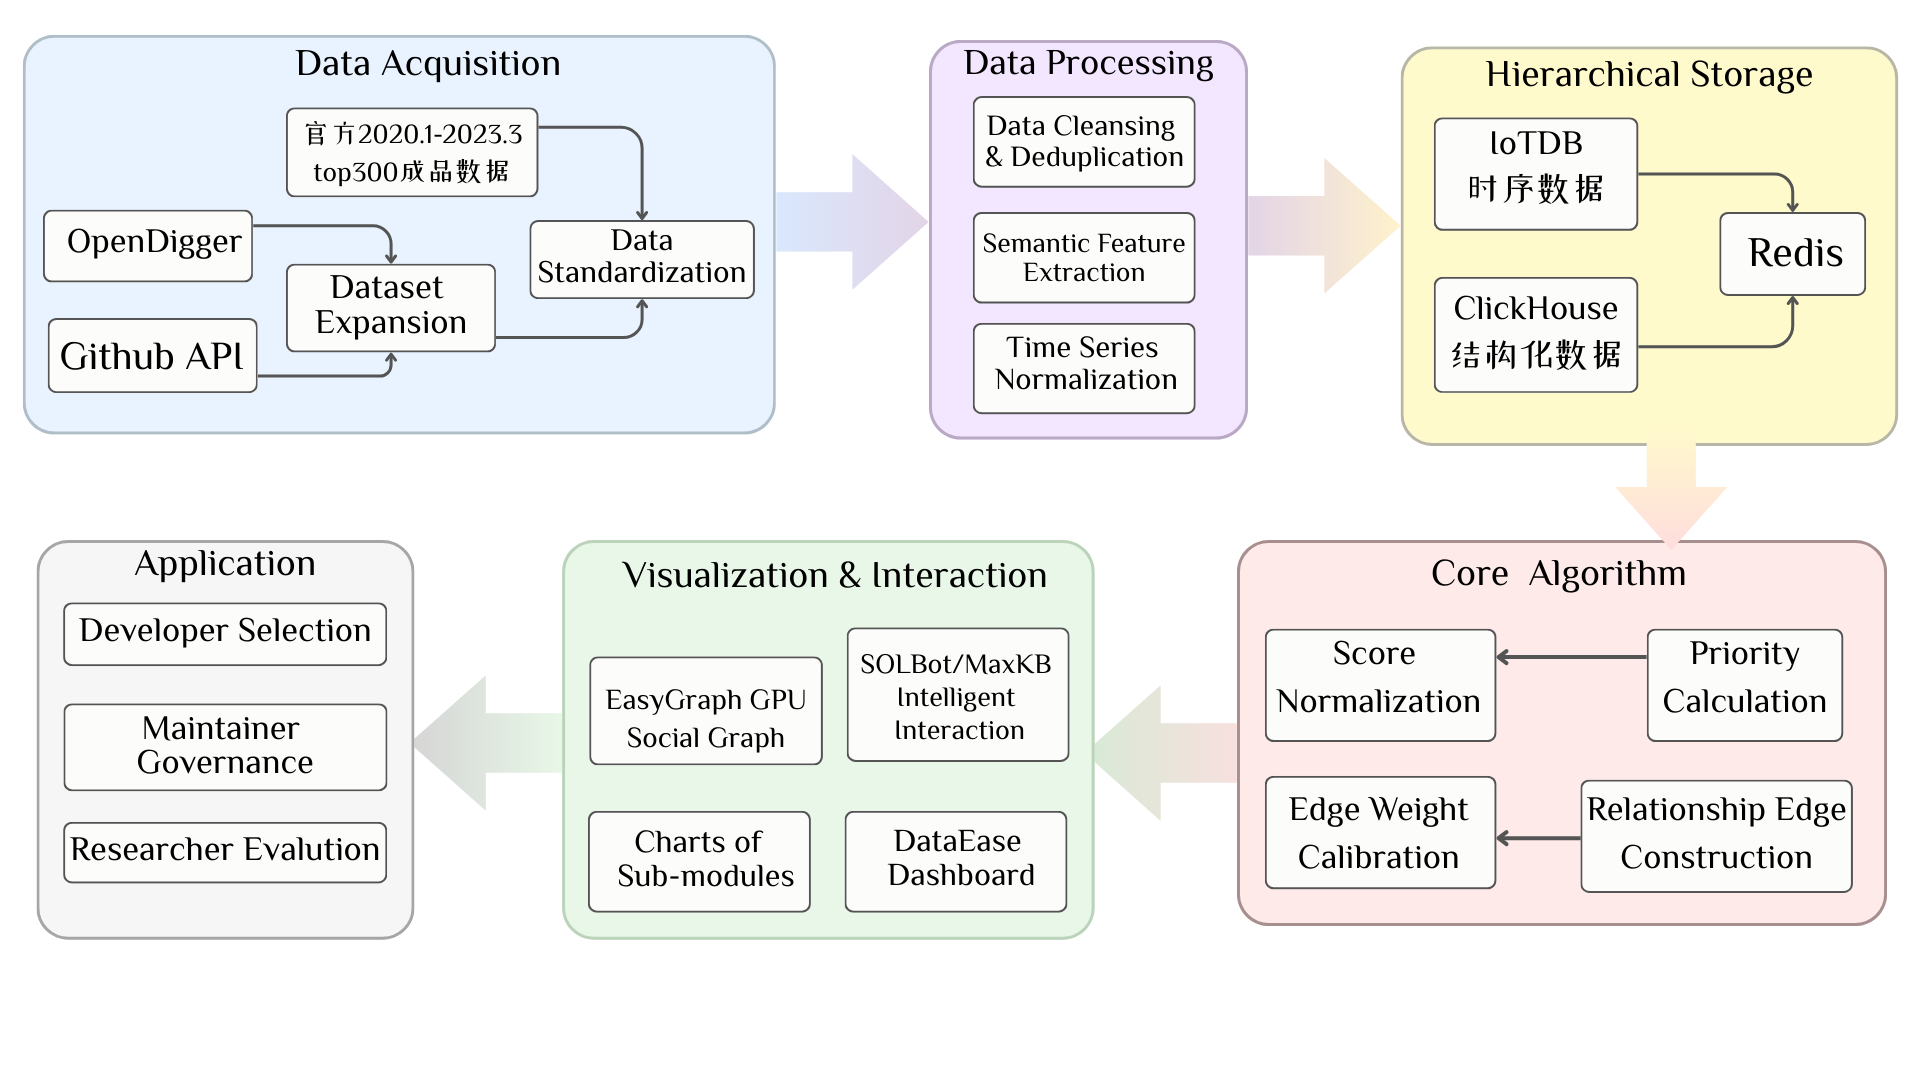 Data Acquisition
官方2020.1-2023.3
top300成品数据
OpenDigger
Github API
Dataset
Expansion
Data
Standardization
Data Processing
Data Cleansing
& Deduplication
Semantic Feature
Extraction
Time Series
Normalization
Hierarchical Storage
IoTDB
时序数据
ClickHouse
结构化数据
Redis
Core Algorithm
Priority
Calculation
Score
Normalization
Relationship Edge
Construction
Edge Weight
Calibration
Visualization & Interaction
EasyGraph GPU
Social Graph
SOLBot/MaxKB
Intelligent
Interaction
Charts of
Sub-modules
DataEase
Dashboard
Application
Developer Selection
Maintainer
Governance
Researcher Evalution